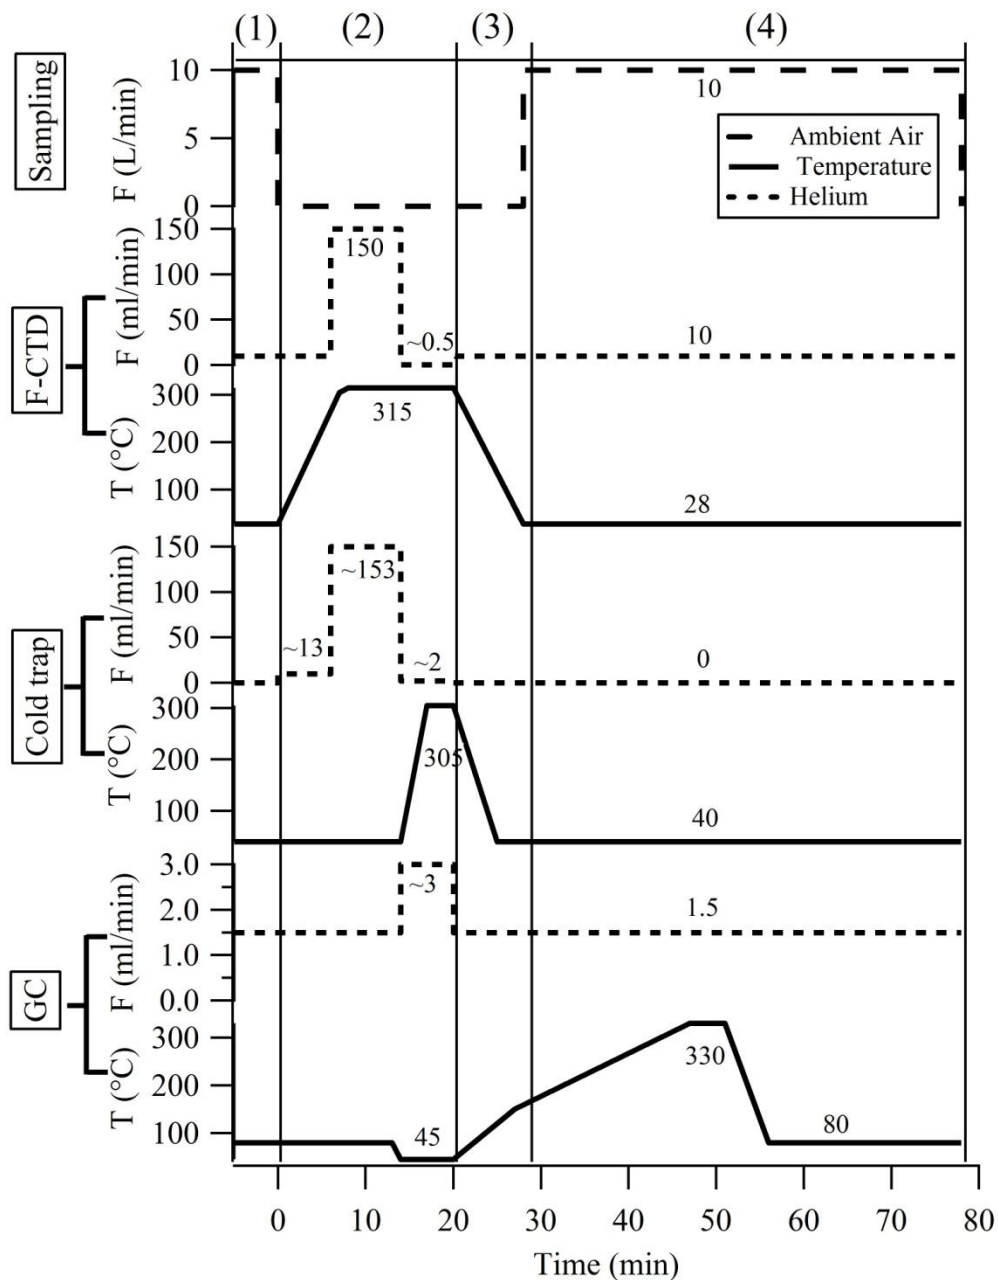 (1) (2) (3) (4)
Sampling
F (L/min)
10
5
0
10
Ambient Air
Temperature
Helium
F-CTD
F (ml/min)
150
100
50
0
150
~0.5
10
T (°C)
300
200
100
315
28
Cold trap
F (ml/min)
150
100
50
0
~13
~153
~2
0
T (°C)
300
200
100
305
40
GC
F (ml/min)
3.0
2.0
1.0
0.0
~3
1.5
T (°C)
300
200
100
45
330
80
0 10 20 30 40 50 60 70 80
Time (min)